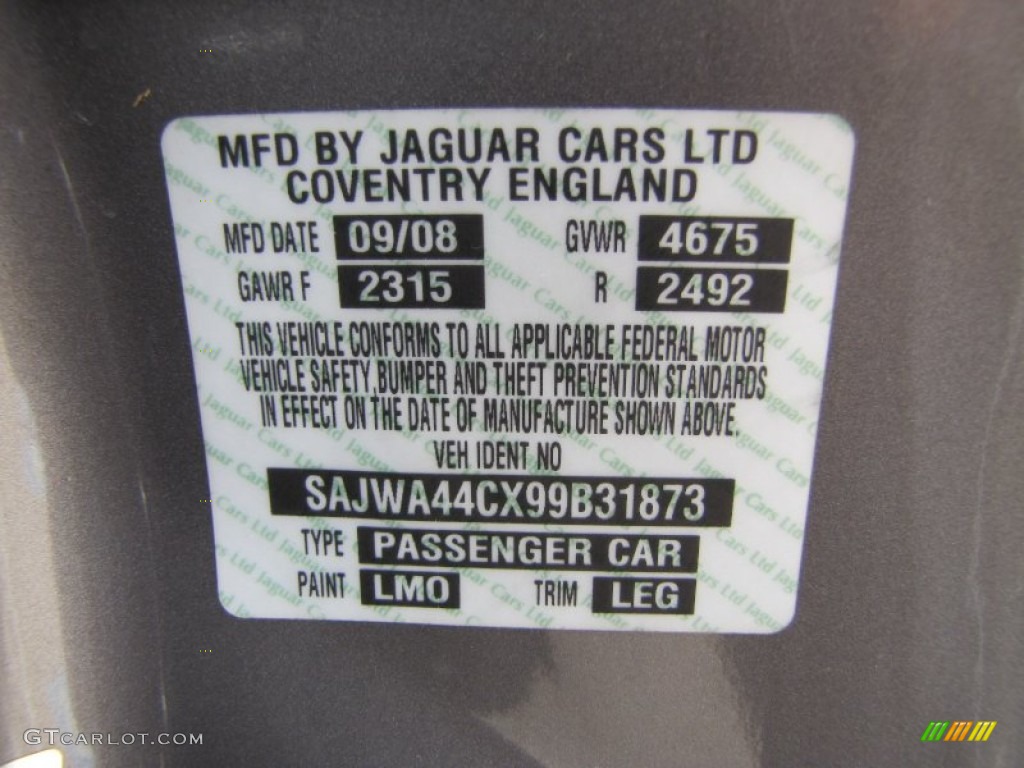 MFD BY JAGUAR CARS LTD
COVENTRY ENGLAND
MFD DATE 09/08 GVWR 4675
GAWR F 2315 R 2492
THIS VEHICLE CONFORMS TO ALL APPLICABLE FEDERAL MOTOR
VEHICLE SAFETY,BUMPER AND THEFT PREVENTION STANDARDS
IN EFFECT ON THE DATE OF MANUFACTURE SHOWN ABOVE.
VEH IDENT NO
SAJWA44CX99B31873
TYPE PASSENGER CAR
PAINT LMO TRIM LEG
GTCARLOT.COM